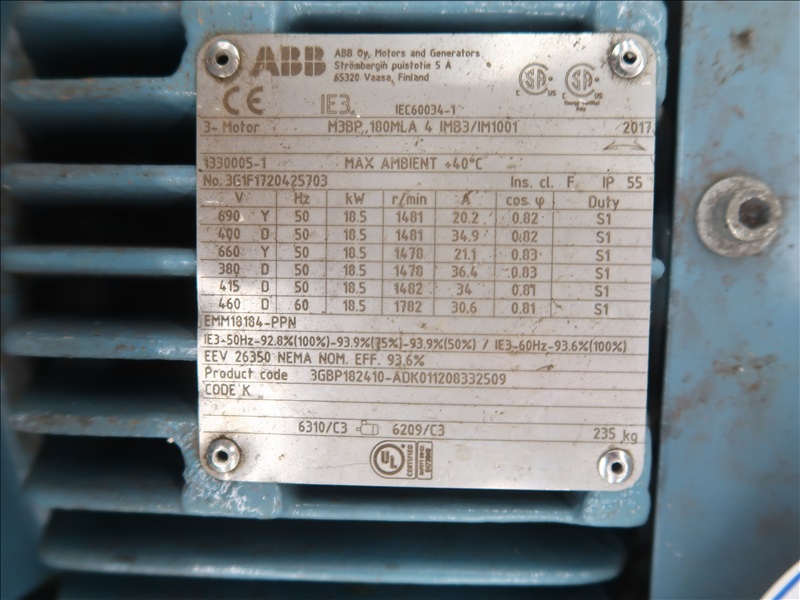 ABB
ABB Oy, Motors and Generators
Strömbergin puistotie 5 A
65320 Vaasa, Finland
CE IE3 IEC60034-1
3~ Motor M3BP 180MLA 4 IMB3/IM1001 2017
1330005-1 MAX AMBIENT +40°C
No. 3G1F1720425703 Ins. cl. F IP 55
V Hz kW r/min A cos φ Duty
690 Y 50 18.5 1481 20.2 0.82 S1
400 D 50 18.5 1481 34.9 0.82 S1
660 Y 50 18.5 1478 21.1 0.83 S1
380 D 50 18.5 1478 36.4 0.83 S1
415 D 50 18.5 1482 34 0.81 S1
460 D 60 18.5 1782 30.6 0.81 S1
EMM18184-PPN
IE3-50Hz-92.8%(100%)-93.9%(75%)-93.9%(50%) / IE3-60Hz-93.6%(100%)
EEV 26350 NEMA NOM. EFF. 93.6%
Product code 3GBP182410-ADK011208332509
CODE K
6310/C3 6209/C3 235 kg
UL CERTIFIED